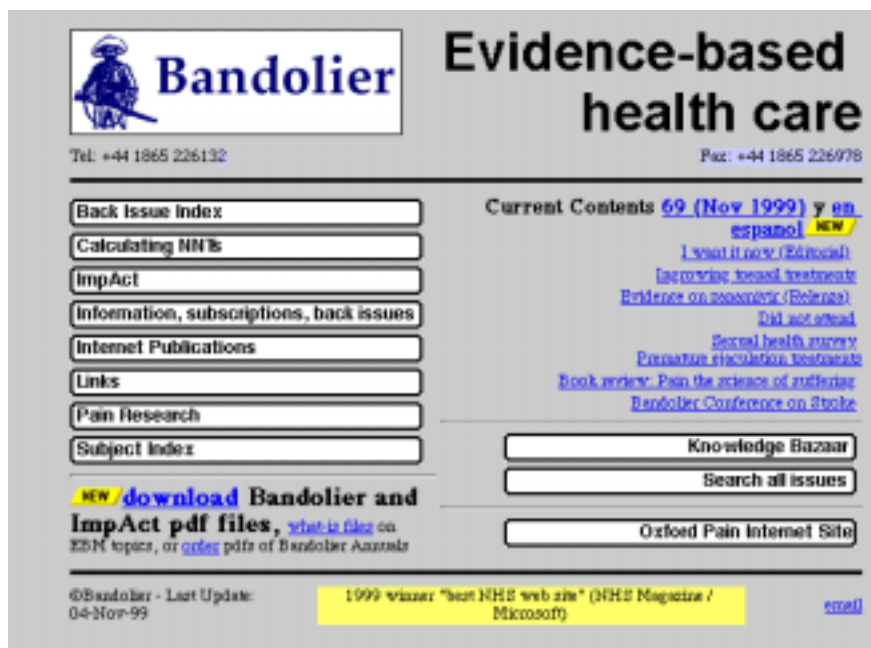 Bandolier
Evidence-based
health care
Tel: +44 1865 226132
Fax: +44 1865 226978
Back Issue Index
Calculating NNTs
ImpAct
Information, subscriptions, back issues
Internet Publications
Links
Pain Research
Subject Index
NEW download Bandolier and
ImpAct pdf files, what-is files on
EBM topics, or order pdfs of Bandolier Annuals
Current Contents 69 (Nov 1999) y en
espanol NEW
I want it now (Editorial)
Improving tonsil treatments
Evidence on zanamivir (Relenza)
Did not attend
Sexual health survey
Premature ejaculation treatments
Book review: Pain the science of suffering
Bandolier Conference on Stroke
Knowledge Bazaar
Search all issues
Oxford Pain Internet Site
©Bandolier - Last Update:
04-Nov-99
1999 winner "best NHS web site" (NHS Magazine /
Microsoft)
email